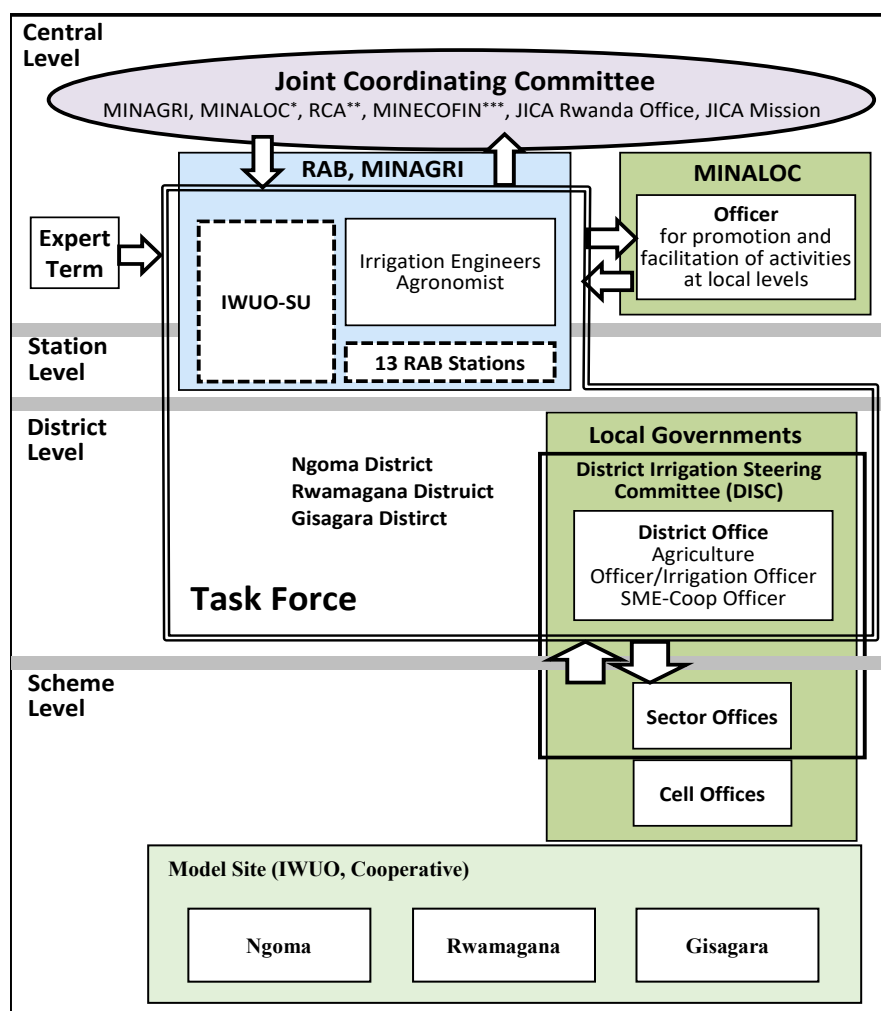 Central
Level
Joint Coordinating Committee
MINAGRI, MINALOC*, RCA**, MINECOFIN***, JICA Rwanda Office, JICA Mission
RAB, MINAGRI
MINALOC
Expert
Term
IWUO-SU
Irrigation Engineers
Agronomist
Officer
for promotion and
facilitation of activities
at local levels
Station
Level
13 RAB Stations
District
Level
Local Governments
Ngoma District
Rwamagana Distruict
Gisagara Distirct
District Irrigation Steering
Committee (DISC)
District Office
Agriculture
Officer/Irrigation Officer
SME-Coop Officer
Task Force
Scheme
Level
Sector Offices
Cell Offices
Model Site (IWUO, Cooperative)
Ngoma
Rwamagana
Gisagara